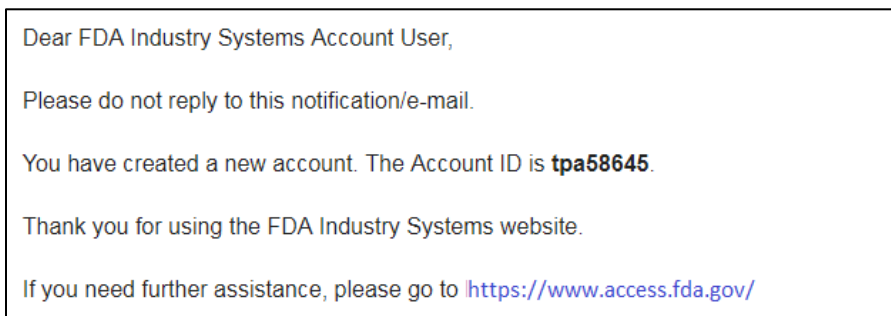 Dear FDA Industry Systems Account User,
Please do not reply to this notification/e-mail.
You have created a new account. The Account ID is tpa58645.
Thank you for using the FDA Industry Systems website.
If you need further assistance, please go to https://www.access.fda.gov/